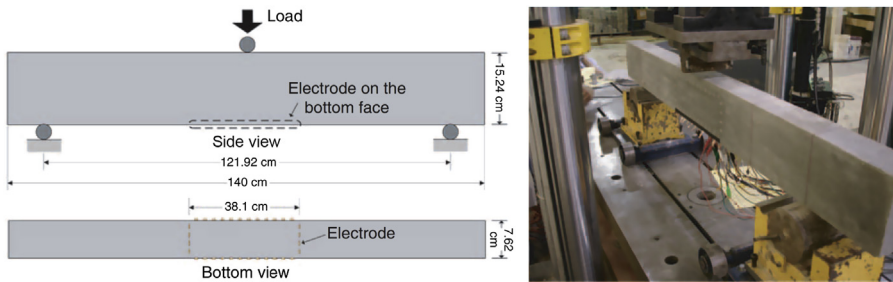 Load
Electrode on the
bottom face
15.24 cm
Side view
121.92 cm
140 cm
38.1 cm
Electrode
7.62
cm
Bottom view